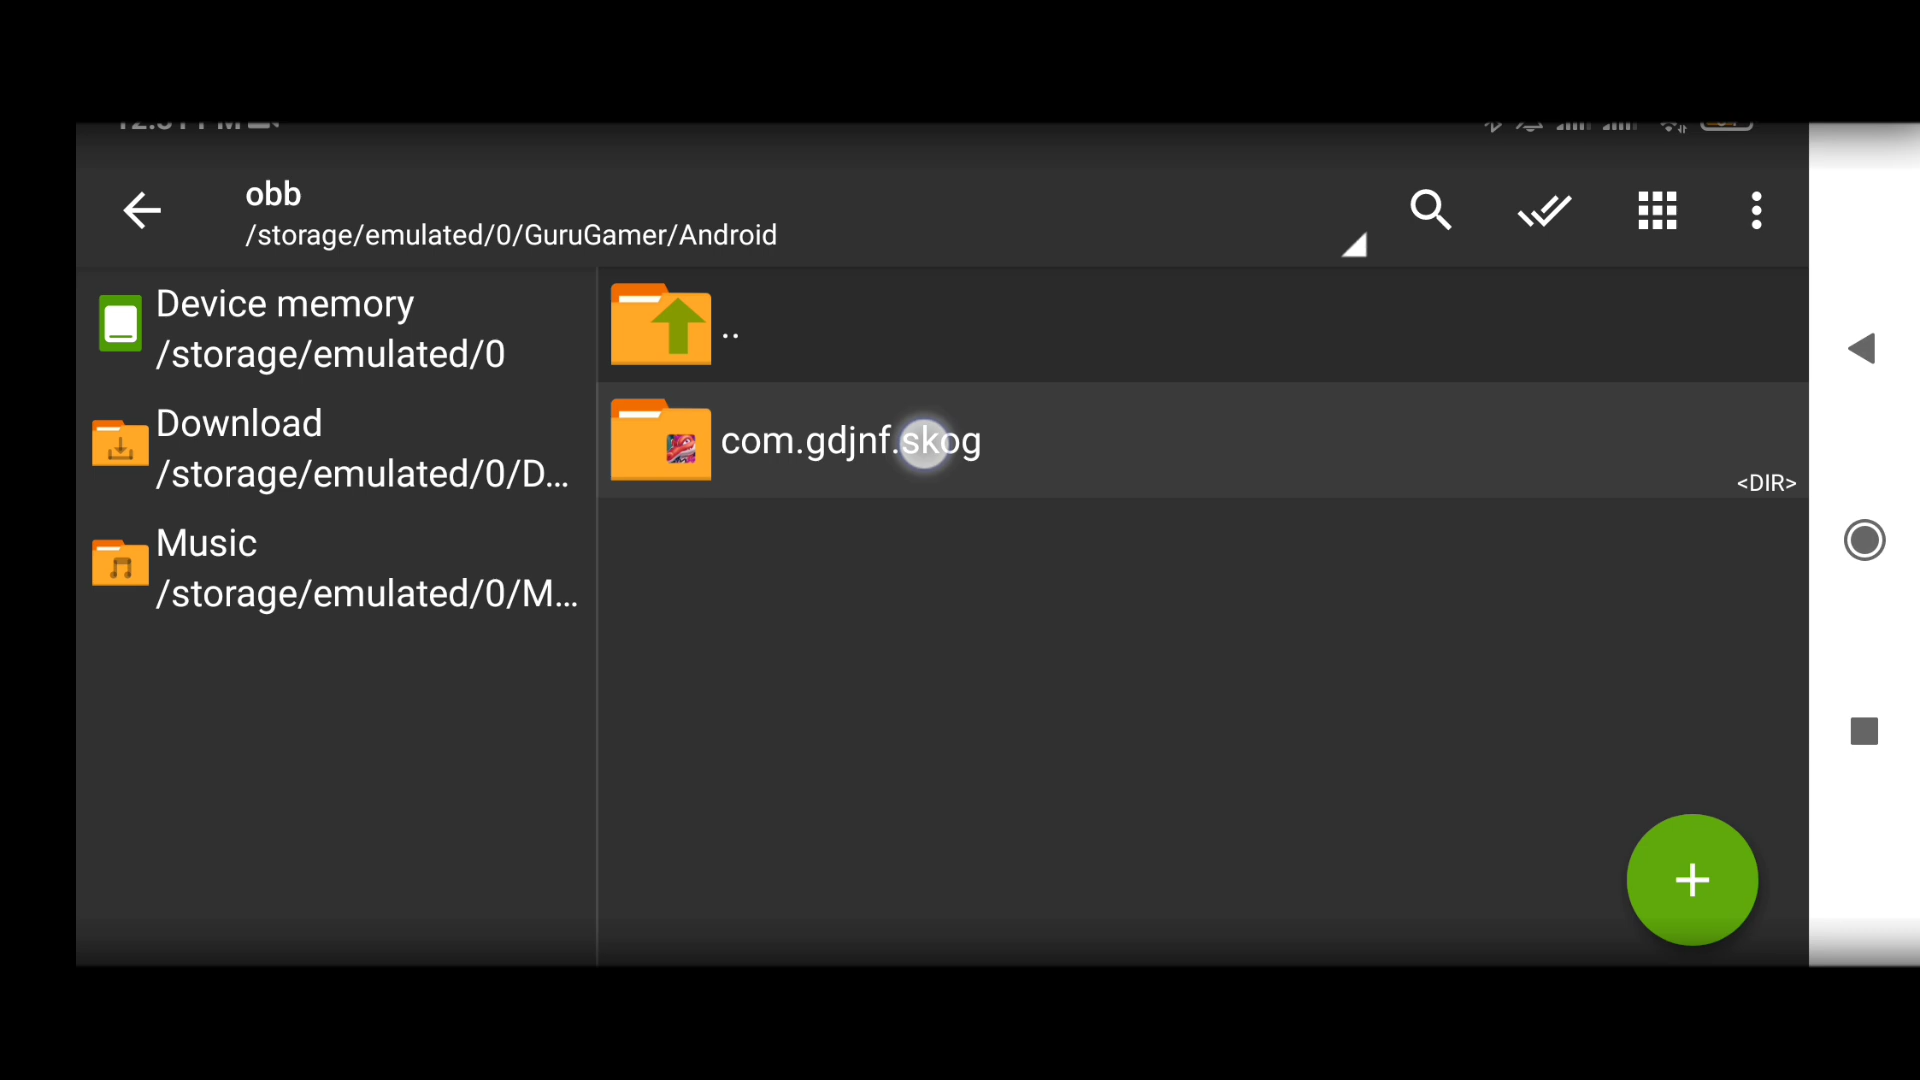 obb
/storage/emulated/0/GuruGamer/Android
Device memory
/storage/emulated/0
Download
/storage/emulated/0/D...
Music
/storage/emulated/0/M...
..
com.gdjnf.skog
<DIR>